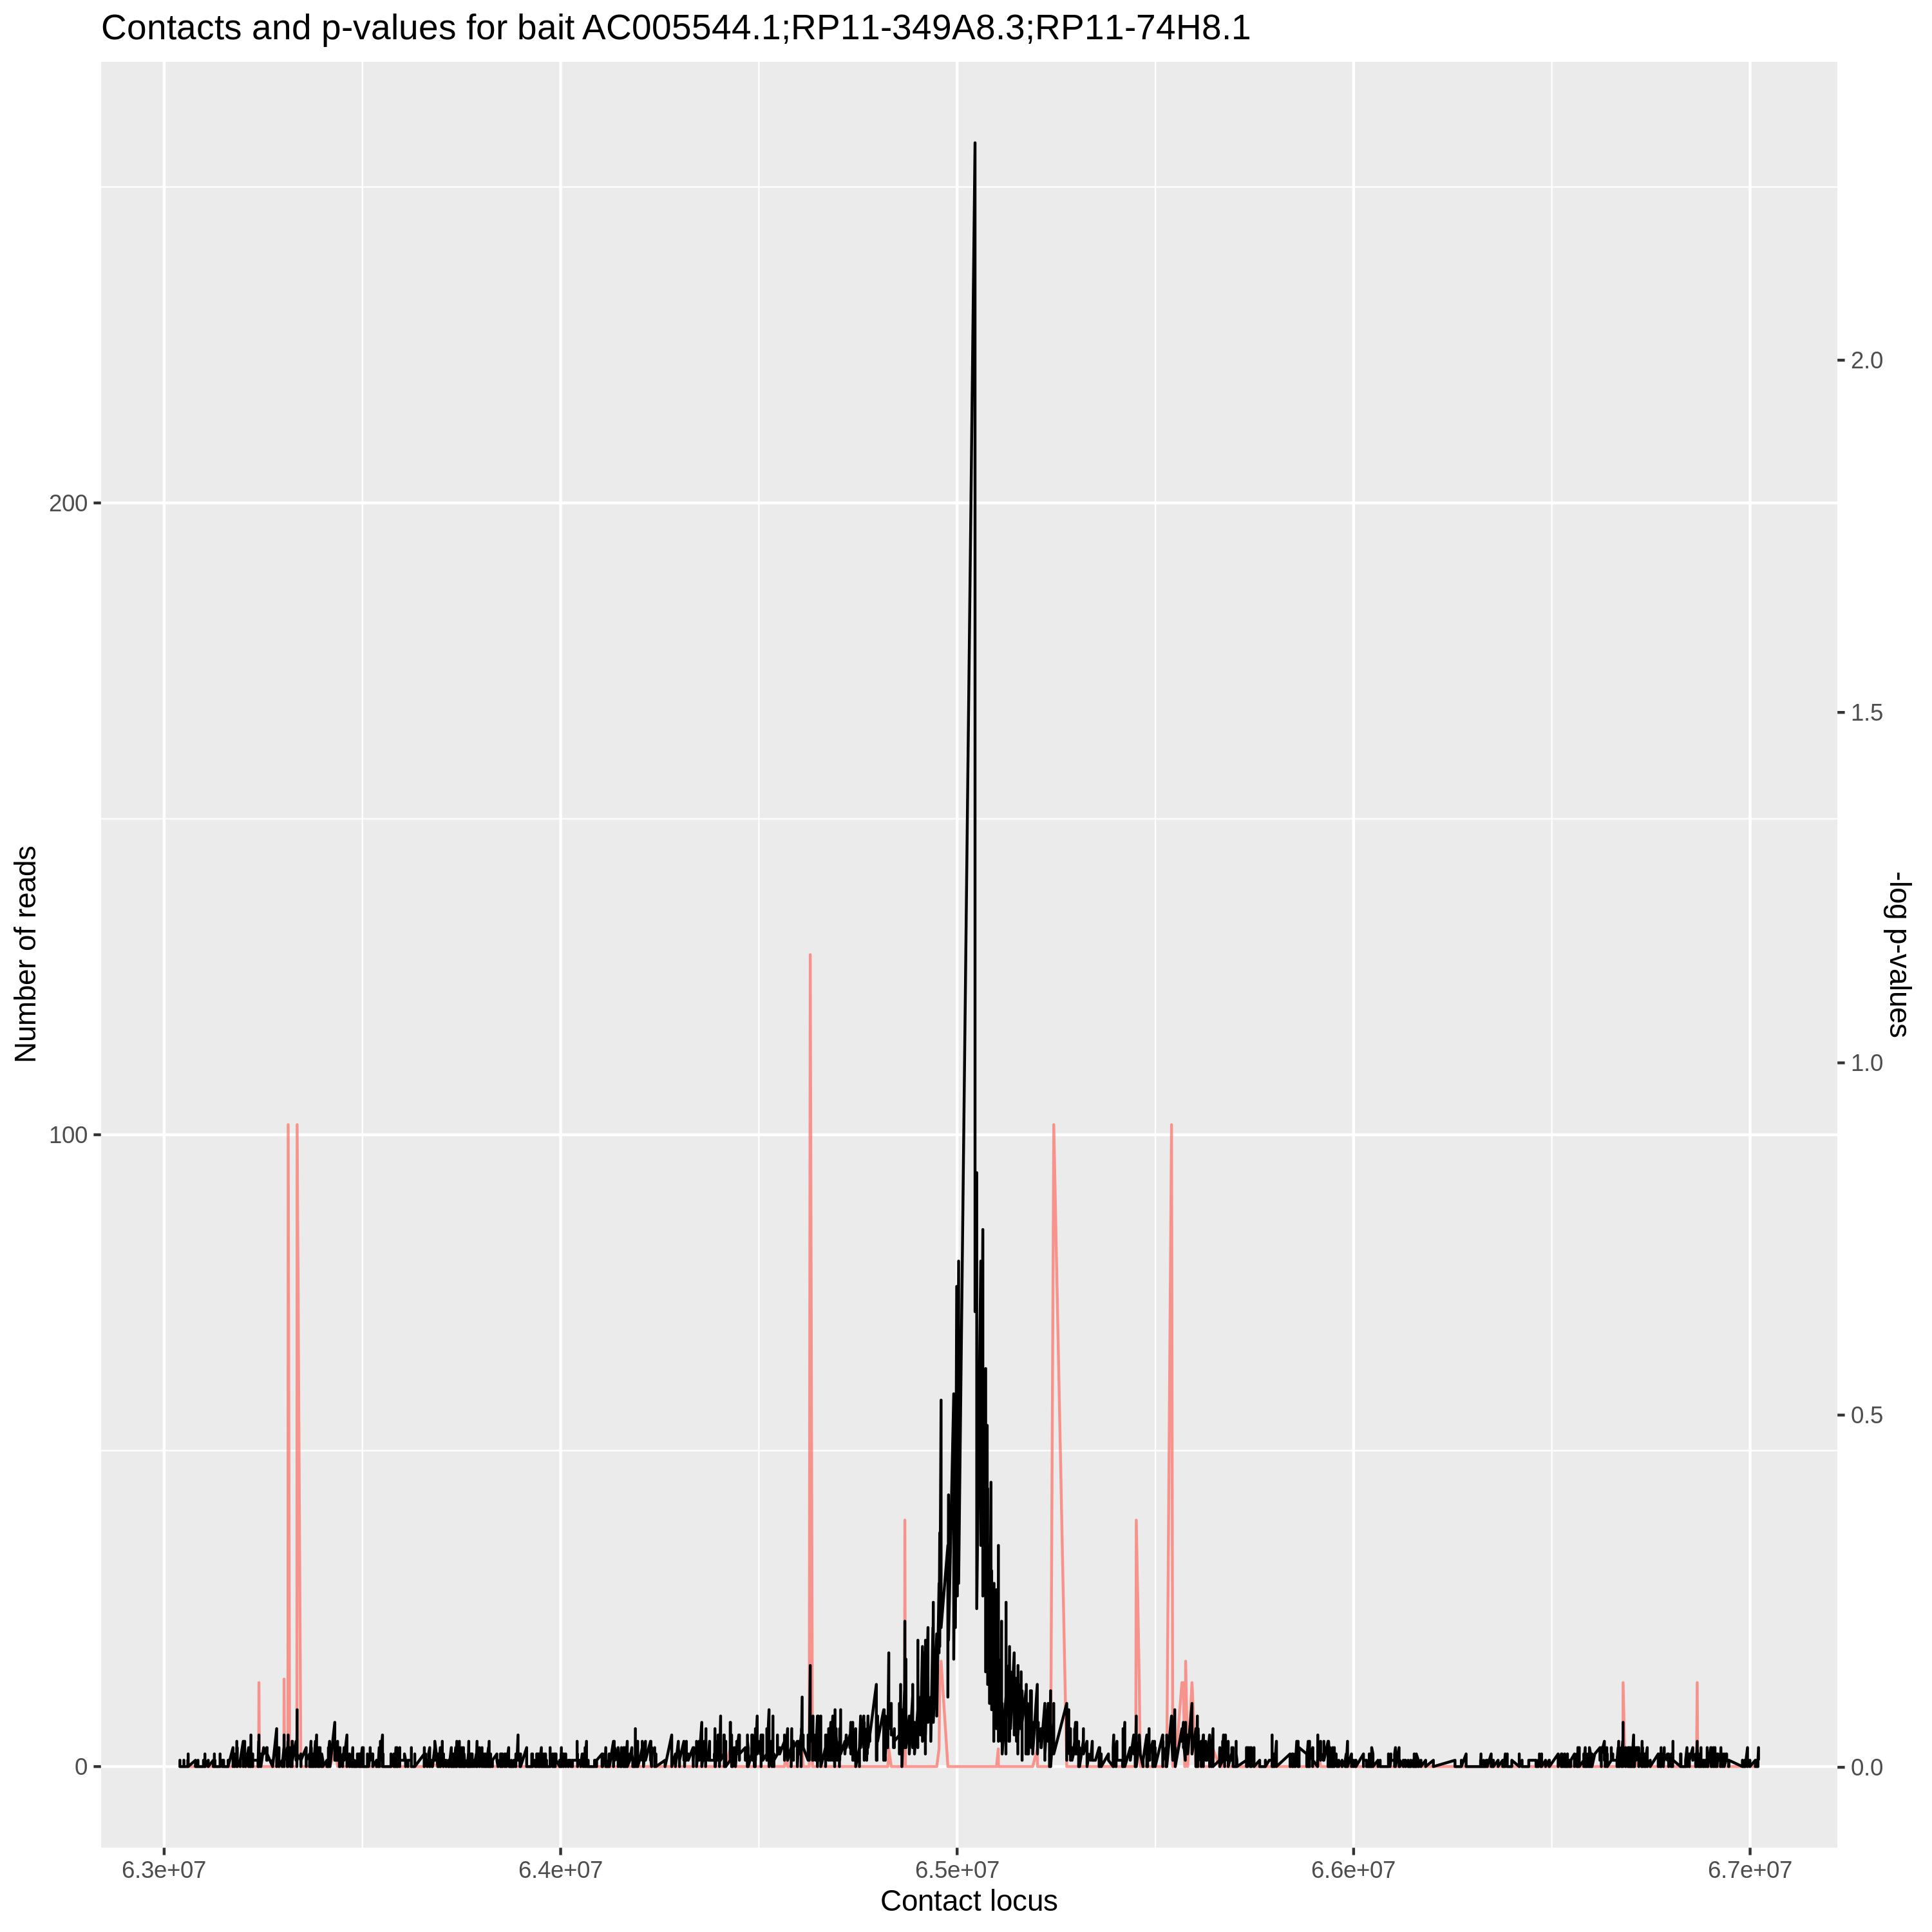 Contacts and p-values for bait AC005544.1;RP11-349A8.3;RP11-74H8.1
Number of reads
200
100
0
2.0
1.5
1.0
0.5
0.0
-log p-values
6.3e+07 6.4e+07 6.5e+07 6.6e+07 6.7e+07
Contact locus